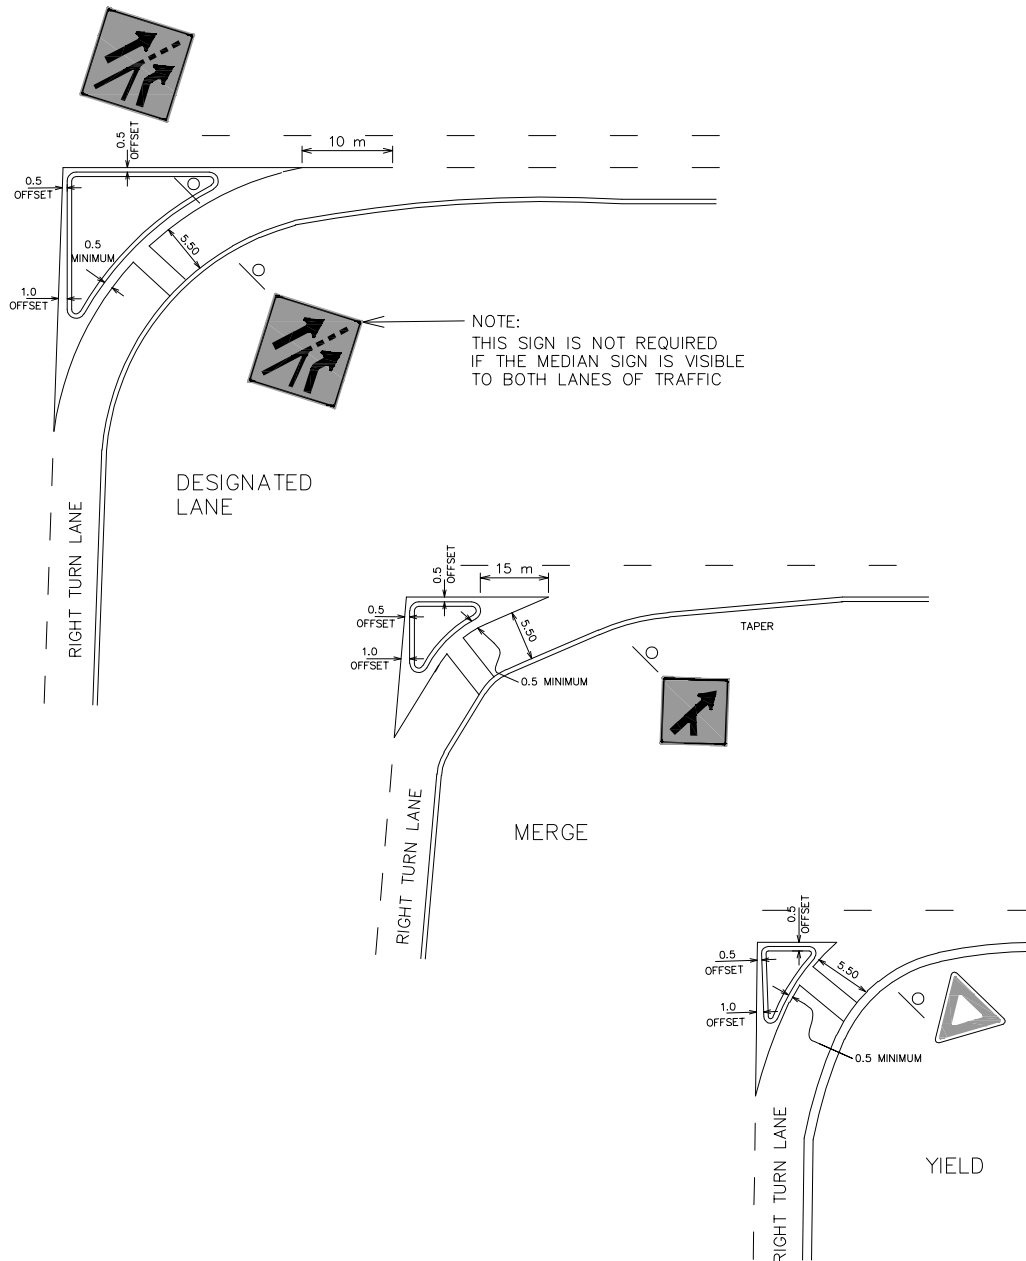 0.5
OFFSET
10 m
0.5
OFFSET
5.50
0.5
MINIMUM
1.0
OFFSET
NOTE:
THIS SIGN IS NOT REQUIRED
IF THE MEDIAN SIGN IS VISIBLE
TO BOTH LANES OF TRAFFIC
DESIGNATED
LANE
RIGHT TURN LANE
0.5
OFFSET
15 m
0.5
OFFSET
5.50
TAPER
1.0
OFFSET
0.5 MINIMUM
MERGE
RIGHT TURN LANE
0.5
OFFSET
0.5
OFFSET
5.50
1.0
OFFSET
0.5 MINIMUM
RIGHT TURN LANE
YIELD